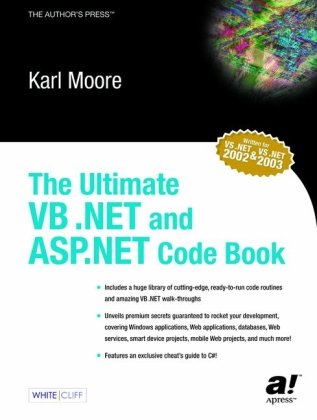 THE AUTHOR'S PRESS™
Karl Moore
Written for
VS .NET & VS .NET
2002 & 2003
The Ultimate
VB .NET and
ASP.NET Code Book
• Includes a huge library of cutting-edge, ready-to-run code routines
and amazing VB .NET walk-throughs
• Unveils premium secrets guaranteed to rocket your development,
covering Windows applications, Web applications, databases, Web
services, smart device projects, mobile Web projects, and much more!
• Features an exclusive cheat's guide to C#!
WHITE|CLIFF
a!
Apress™